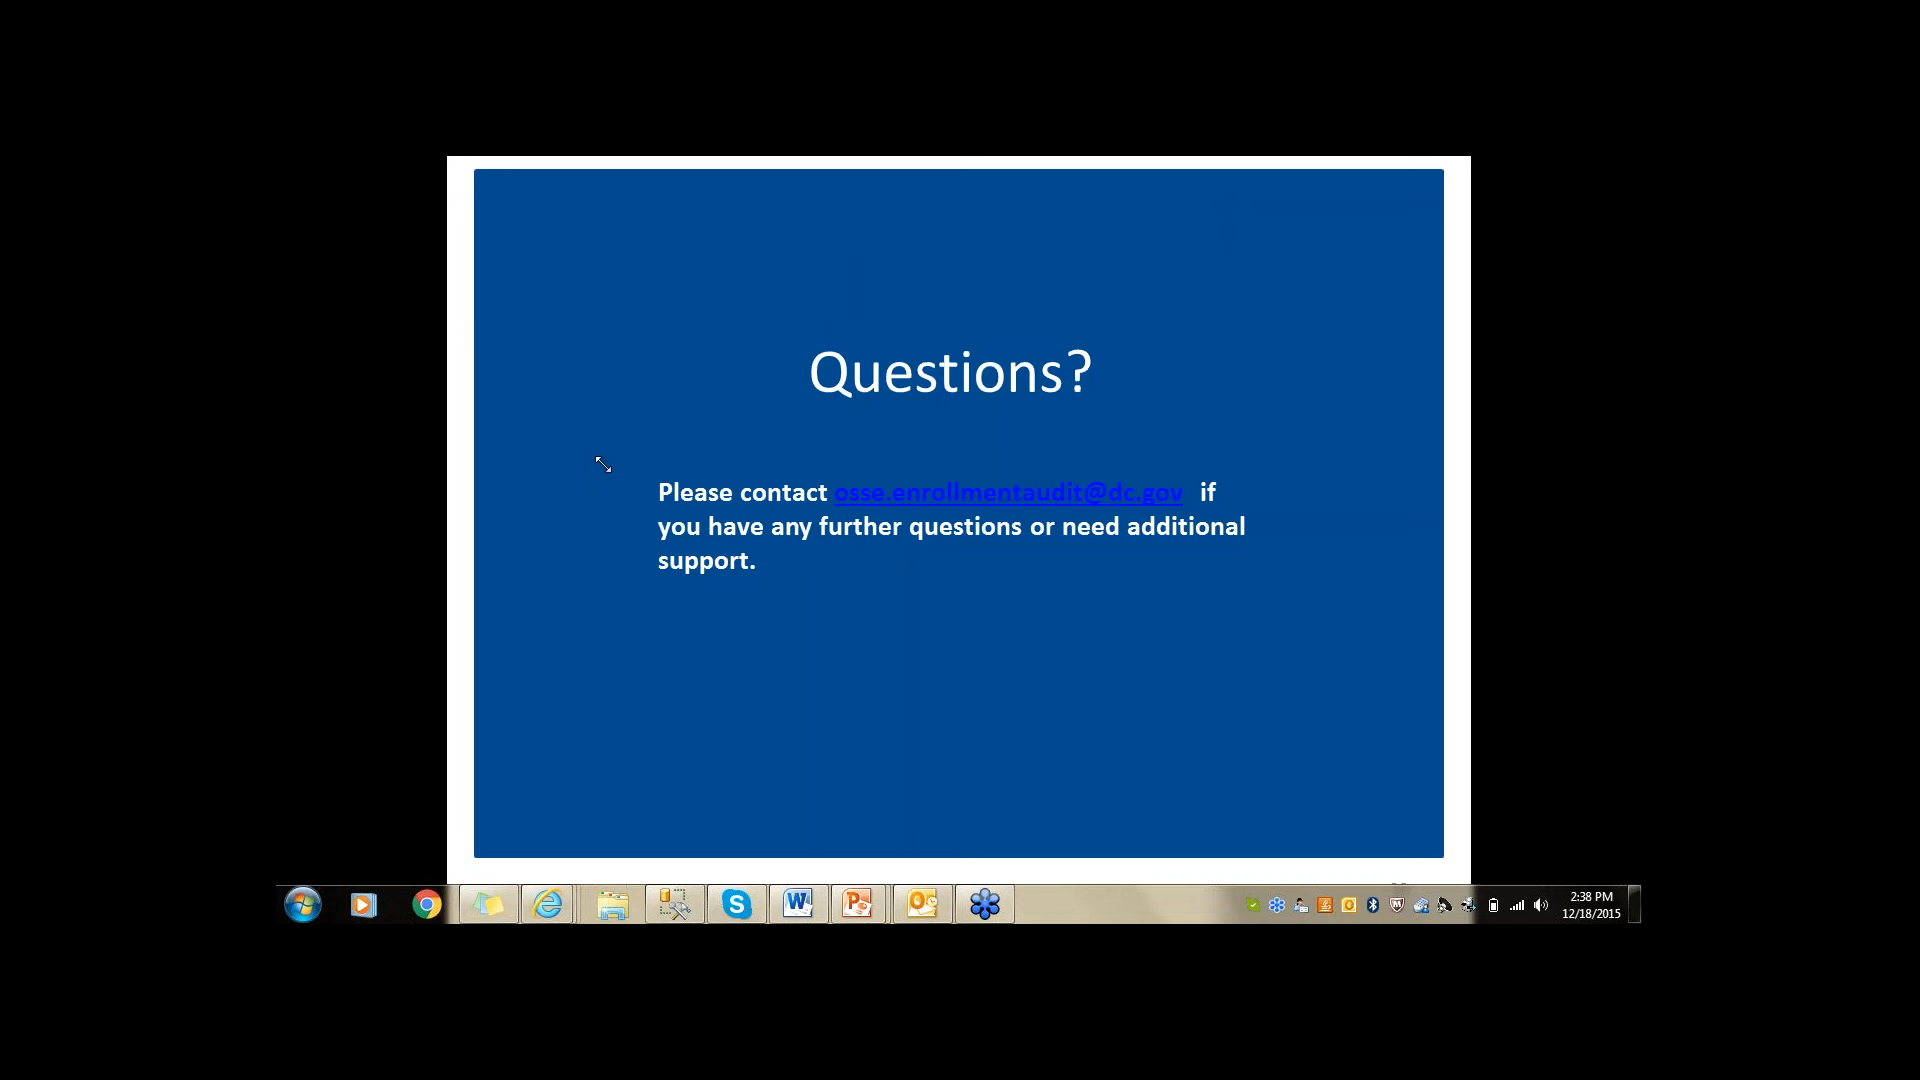 Questions?
Please contact osse.enrollmentaudit@dc.gov if
you have any further questions or need additional
support.
2:38 PM
12/18/2015